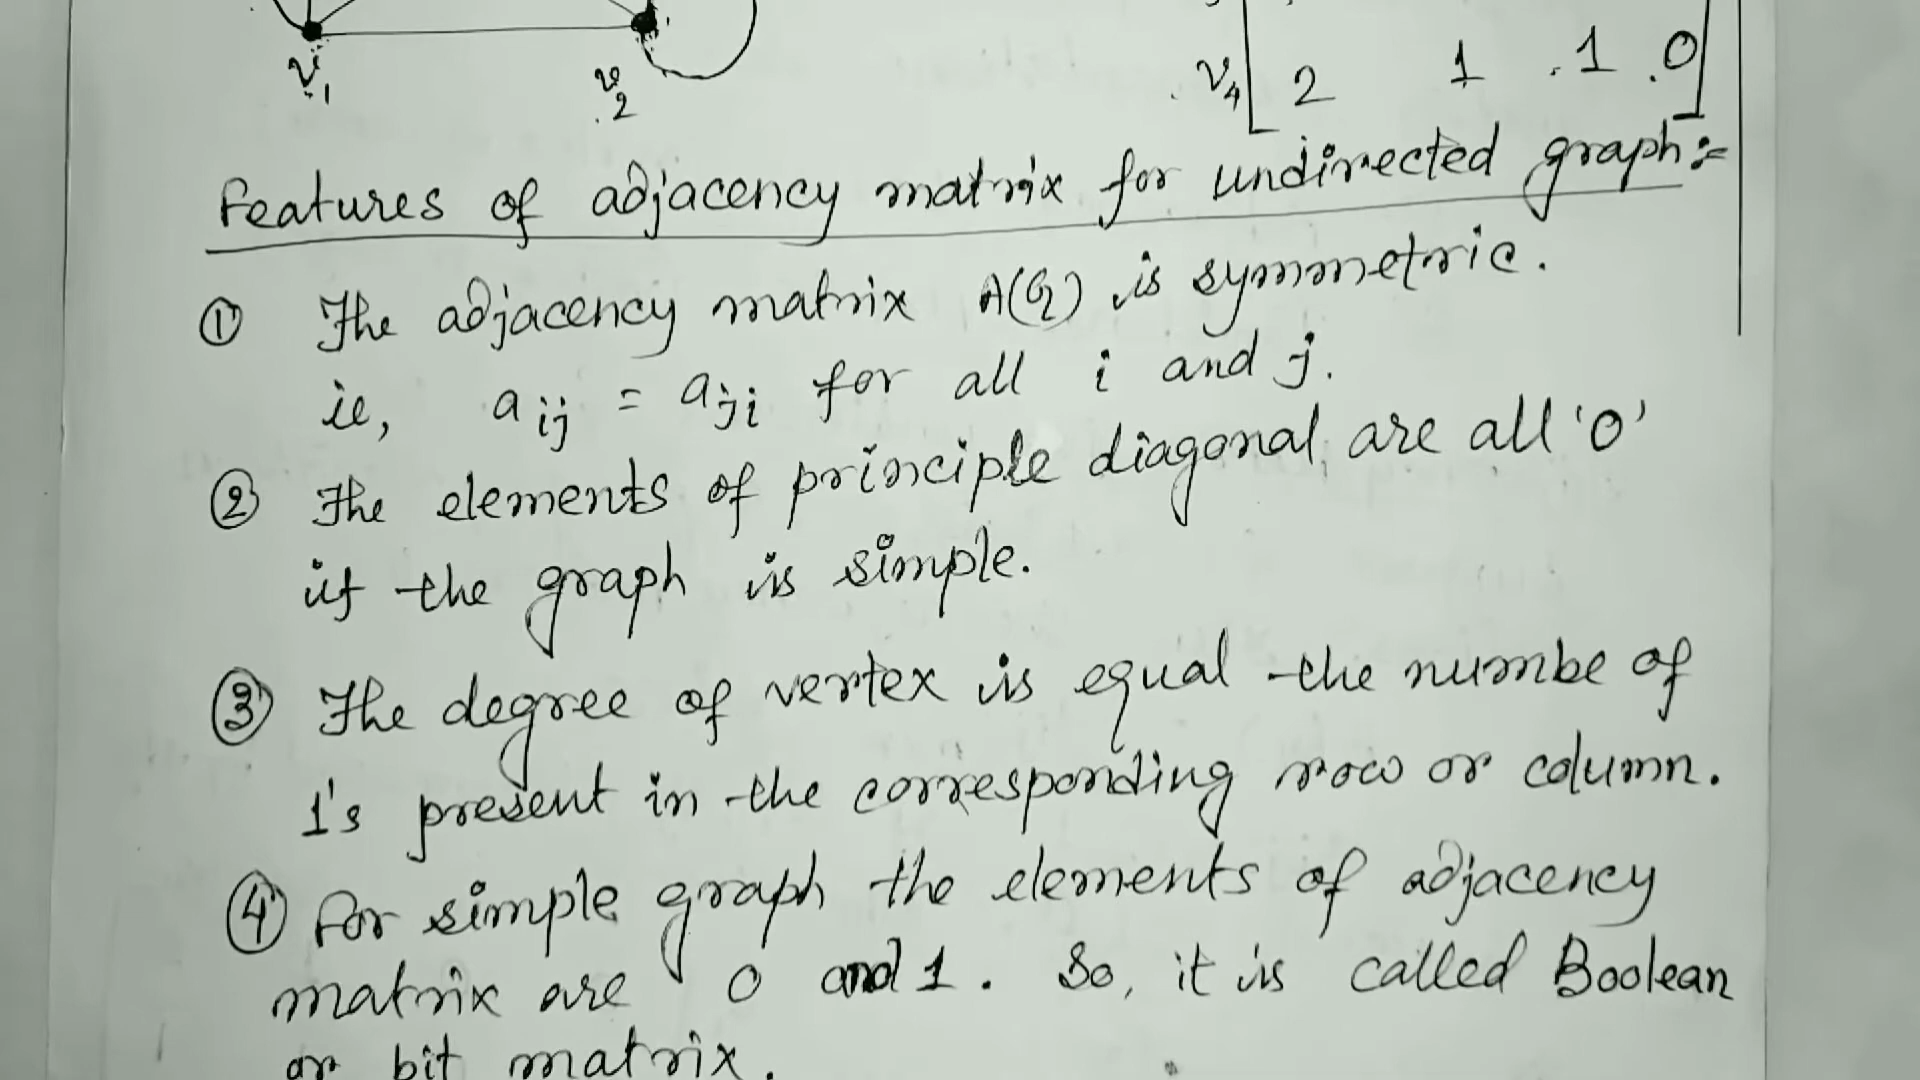 v₁
v₂
v₄ 2 1 1 0
Features of adjacency matrix for undirected graph:-
① The adjacency matrix A(G) is symmetric.
ie, aij = aji for all i and j.
② The elements of principle diagonal are all '0'
if the graph is simple.
③ The degree of vertex is equal the numbe of
1's present in the corresponding row or column.
④ For simple graph the elements of adjacency
matrix are 0 and 1. So, it is called Boolean
or bit matrix.